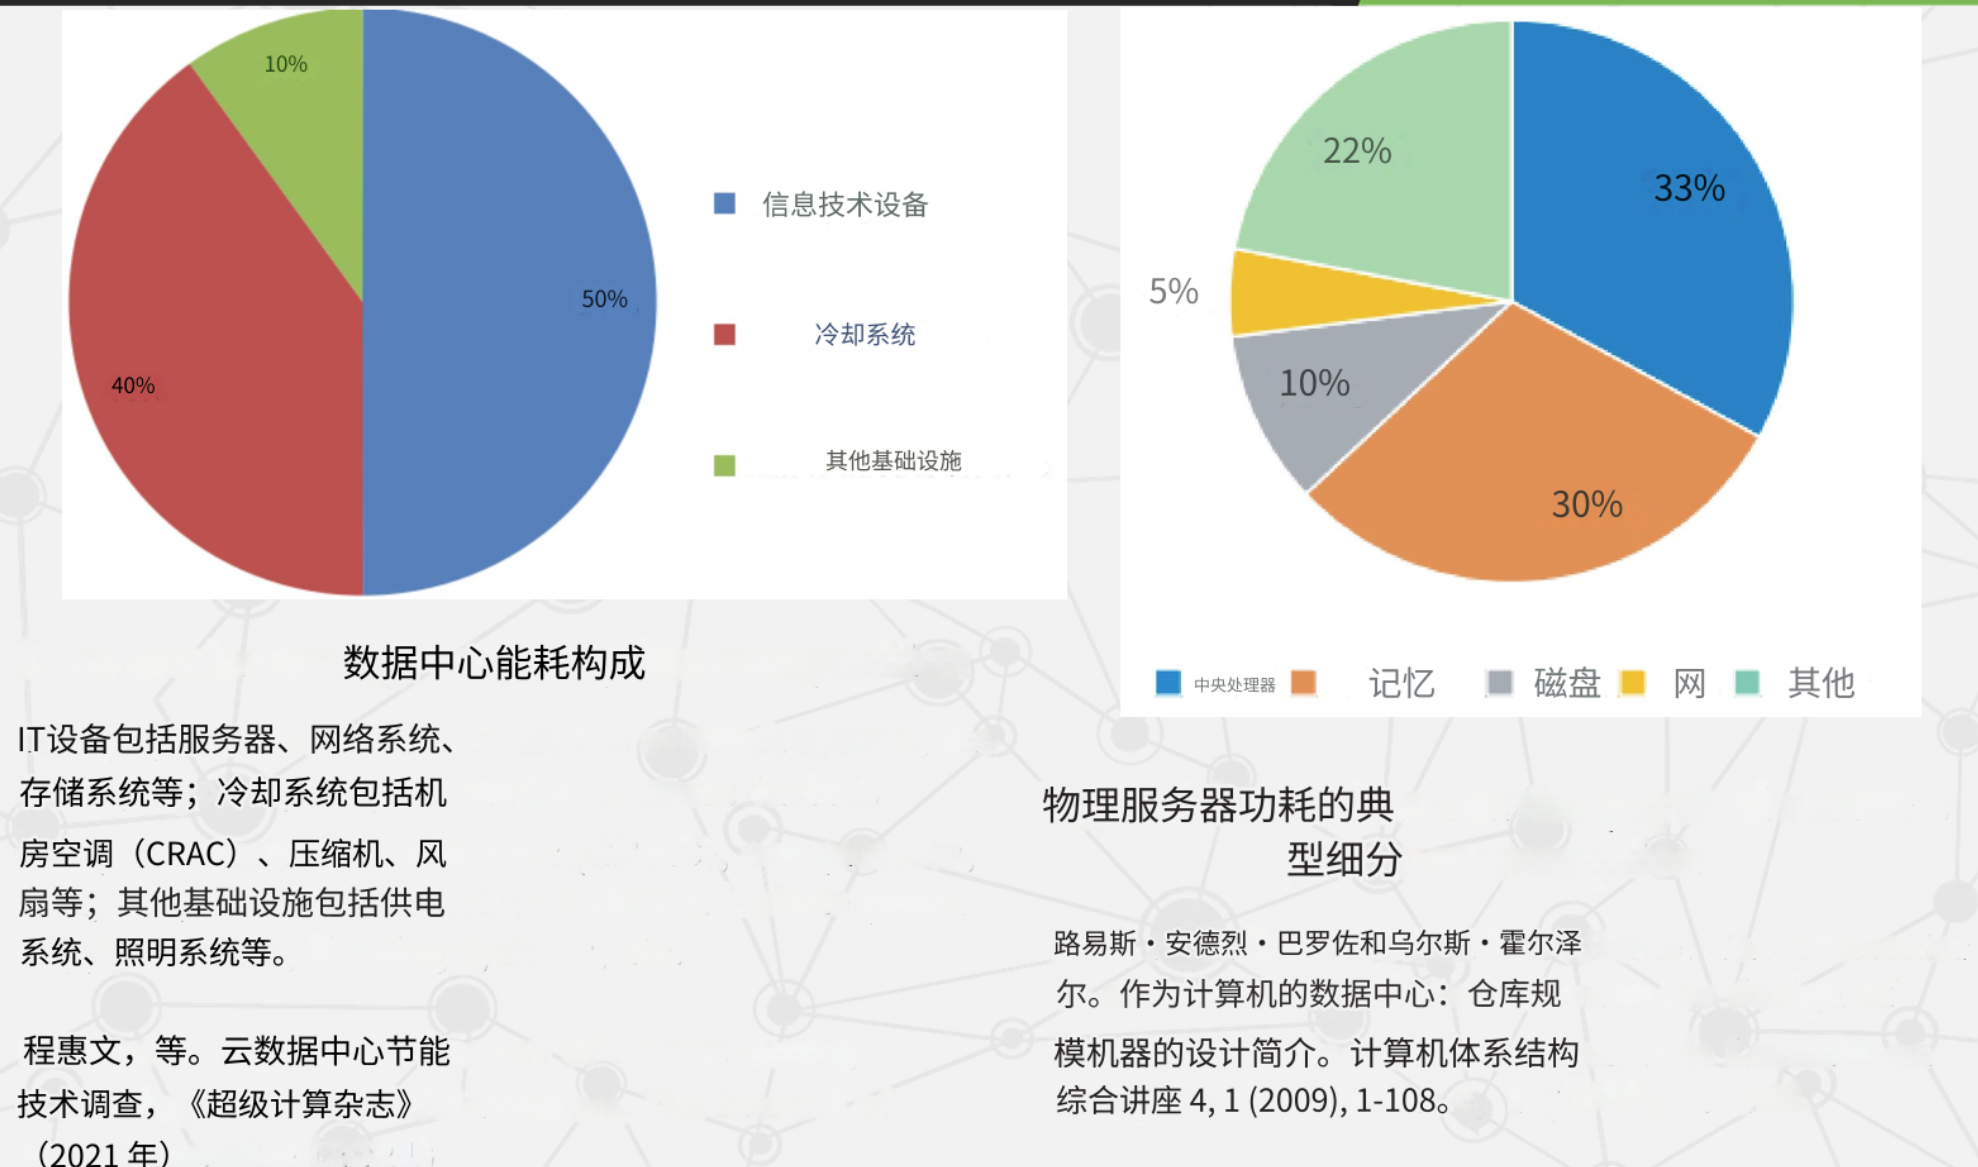 10%
50%
40%
信息技术设备
冷却系统
其他基础设施
数据中心能耗构成
IT设备包括服务器、网络系统、
存储系统等；冷却系统包括机
房空调（CRAC）、压缩机、风
扇等；其他基础设施包括供电
系统、照明系统等。
程惠文，等。云数据中心节能
技术调查，《超级计算杂志》
（2021 年）
22%
33%
5%
10%
30%
中央处理器 记忆 磁盘 网 其他
物理服务器功耗的典
型细分
路易斯·安德烈·巴罗佐和乌尔斯·霍尔泽
尔。作为计算机的数据中心：仓库规
模机器的设计简介。计算机体系结构
综合讲座 4, 1 (2009), 1-108。